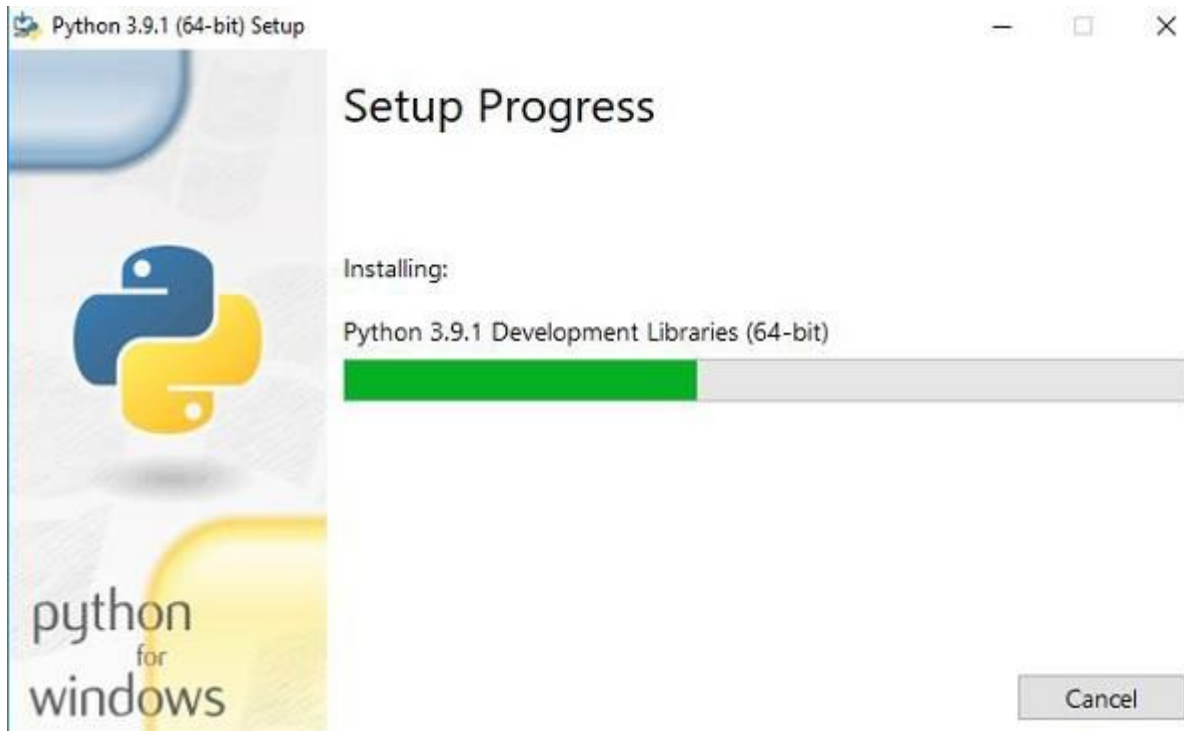 Python 3.9.1 (64-bit) Setup
Setup Progress
Installing:
Python 3.9.1 Development Libraries (64-bit)
python
for
windows
Cancel